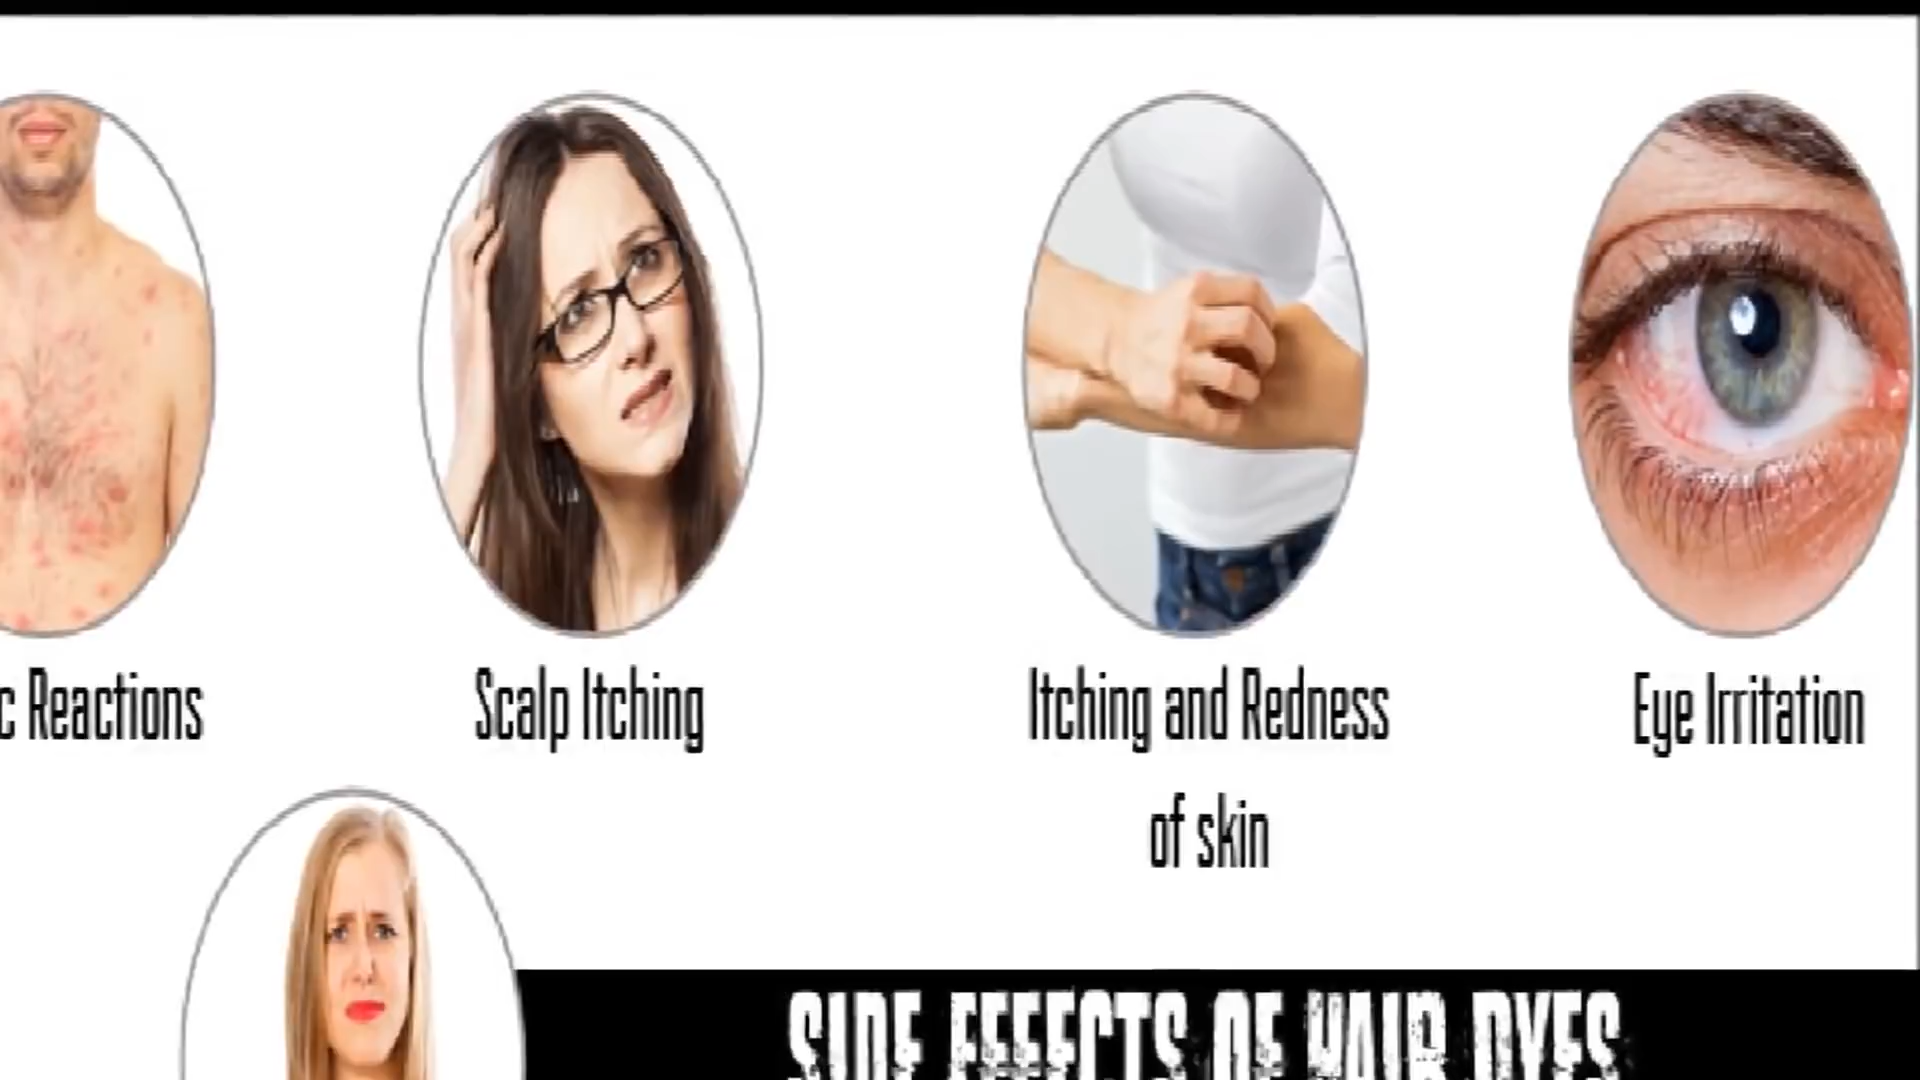 c Reactions
Scalp Itching
Itching and Redness
of skin
Eye Irritation
SIDE EFFECTS OF HAIR DYES